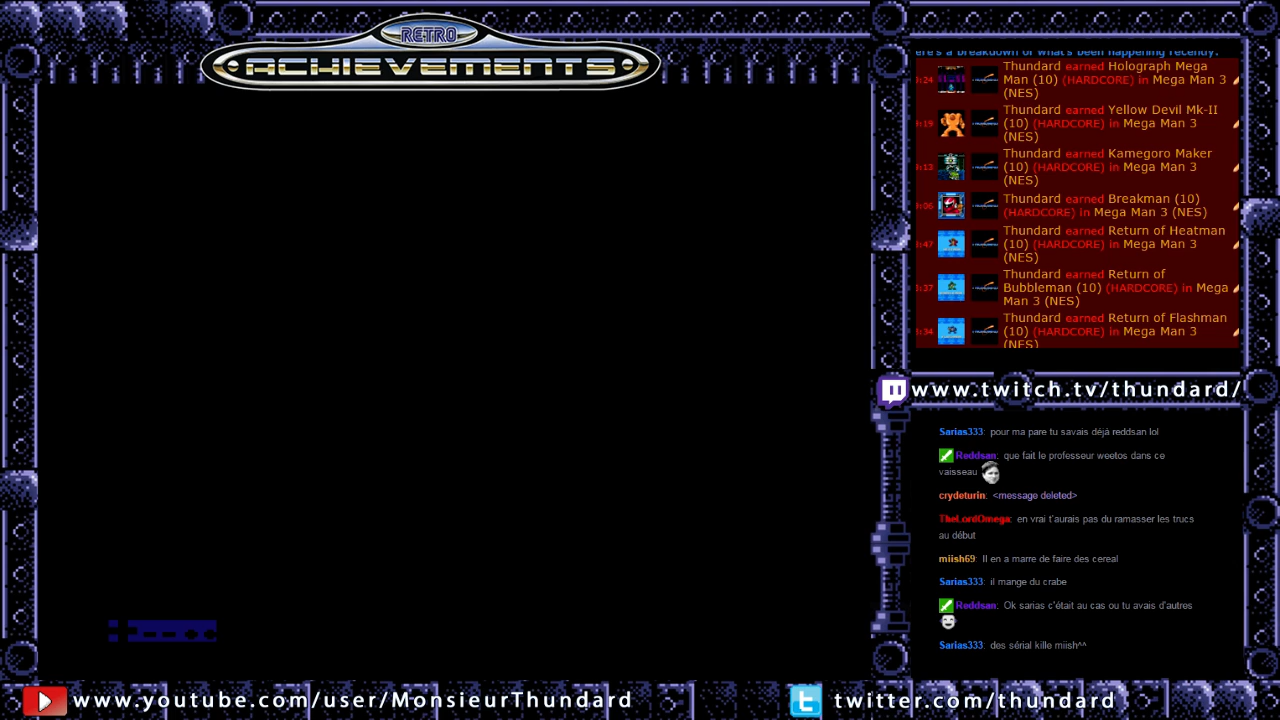 RETRO
ACHIEVEMENTS
ere's a breakdown of what's been happening recently:
:24 Thundard earned Holograph Mega
Man (10) (HARDCORE) in Mega Man 3
(NES)
:19 Thundard earned Yellow Devil Mk-II
(10) (HARDCORE) in Mega Man 3
(NES)
:13 Thundard earned Kamegoro Maker
(10) (HARDCORE) in Mega Man 3
(NES)
:06 Thundard earned Breakman (10)
(HARDCORE) in Mega Man 3 (NES)
:47 Thundard earned Return of Heatman
(10) (HARDCORE) in Mega Man 3
(NES)
:37 Thundard earned Return of
Bubbleman (10) (HARDCORE) in Mega
Man 3 (NES)
:34 Thundard earned Return of Flashman
(10) (HARDCORE) in Mega Man 3
(NES)
www.twitch.tv/thundard/
Sarias333: pour ma pare tu savais déjà reddsan lol
Reddsan: que fait le professeur weetos dans ce
vaisseau
crydeturin: <message deleted>
TheLordOmega: en vrai t'aurais pas du ramasser les trucs
au début
miish69: Il en a marre de faire des cereal
Sarias333: il mange du crabe
Reddsan: Ok sarias c'était au cas ou tu avais d'autres
Sarias333: des sérial kille miish^^
www.youtube.com/user/MonsieurThundard
twitter.com/thundard